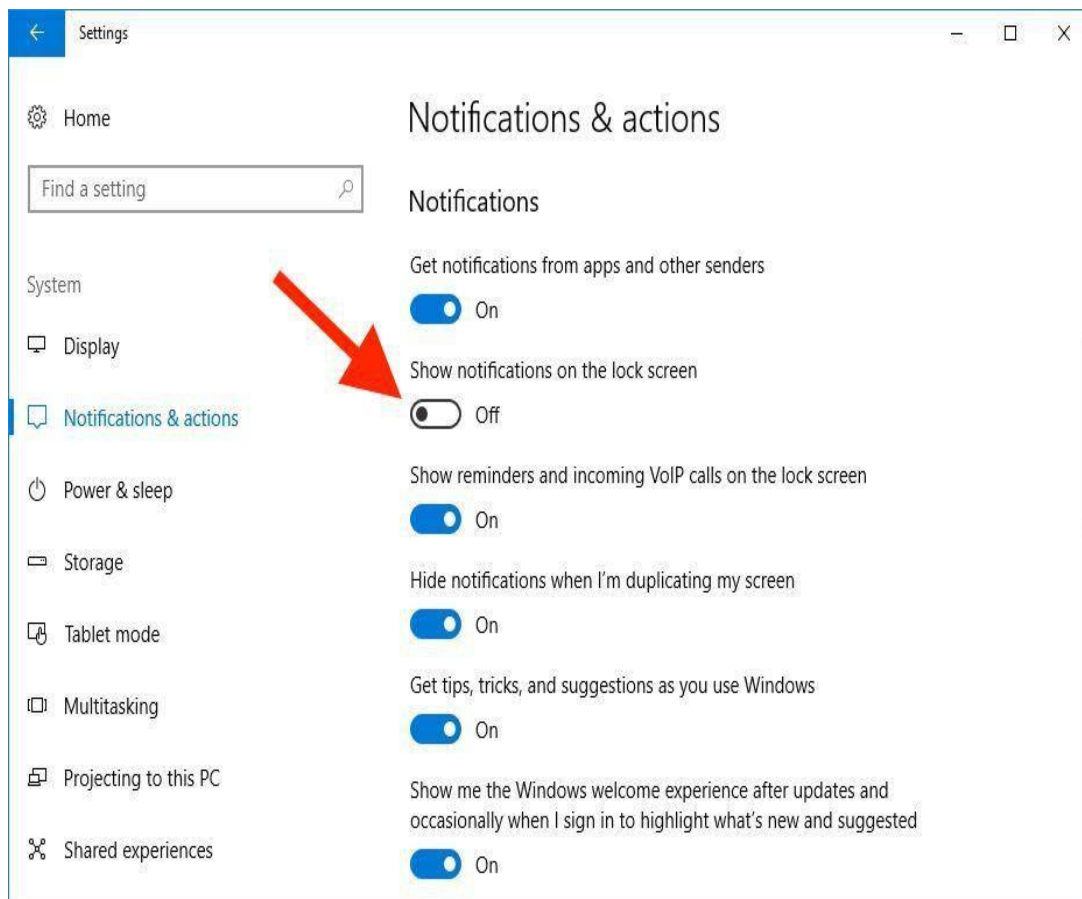 Settings
Home
Find a setting
System
Display
Notifications & actions
Power & sleep
Storage
Tablet mode
Multitasking
Projecting to this PC
Shared experiences
Notifications & actions
Notifications
Get notifications from apps and other senders
On
Show notifications on the lock screen
Off
Show reminders and incoming VoIP calls on the lock screen
On
Hide notifications when I'm duplicating my screen
On
Get tips, tricks, and suggestions as you use Windows
On
Show me the Windows welcome experience after updates and
occasionally when I sign in to highlight what's new and suggested
On